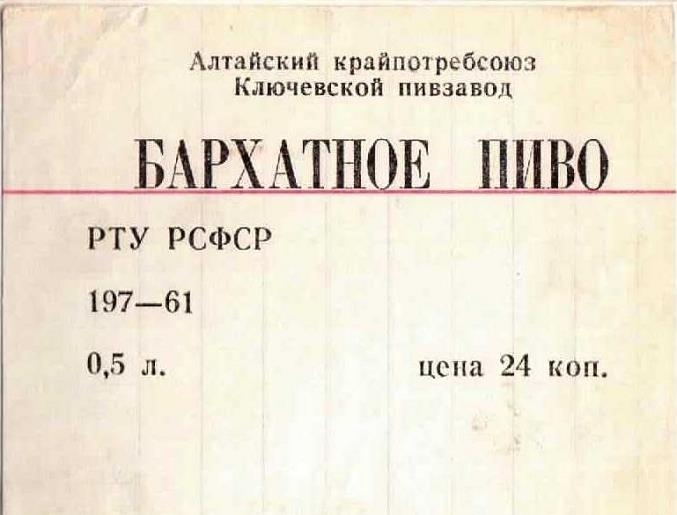 Алтайский крайпотребсоюз
Ключевской пивзавод
БАРХАТНОЕ ПИВО
РТУ РСФСР
197—61
0,5 л. цена 24 коп.